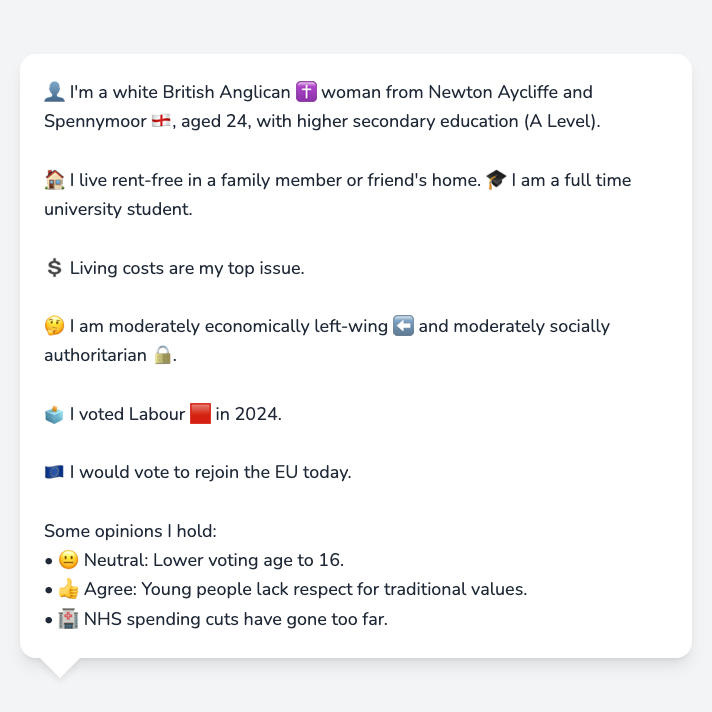 👤 I'm a white British Anglican ✝️ woman from Newton Aycliffe and
Spennymoor 🏴󠁧󠁢󠁥󠁮󠁧󠁿, aged 24, with higher secondary education (A Level).
🏠 I live rent-free in a family member or friend's home. 🎓 I am a full time
university student.
💲 Living costs are my top issue.
🤔 I am moderately economically left-wing ⬅️ and moderately socially
authoritarian 🔒.
🗳️ I voted Labour 🟥 in 2024.
🇪🇺 I would vote to rejoin the EU today.
Some opinions I hold:
• 😐 Neutral: Lower voting age to 16.
• 👍 Agree: Young people lack respect for traditional values.
• 🏥 NHS spending cuts have gone too far.